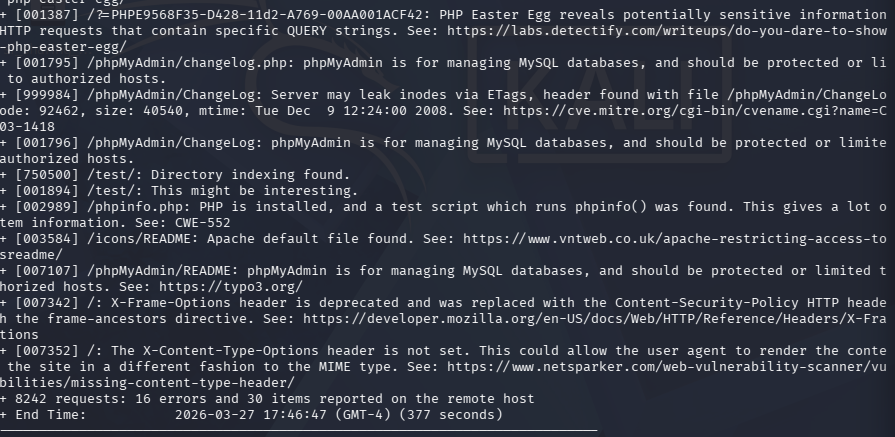 -php-easter-egg/
+ [001387] /?=PHPE9568F35-D428-11d2-A769-00AA001ACF42: PHP Easter Egg reveals potentially sensitive information
HTTP requests that contain specific QUERY strings. See: https://labs.detectify.com/writeups/do-you-dare-to-show
-php-easter-egg/
+ [001795] /phpMyAdmin/changelog.php: phpMyAdmin is for managing MySQL databases, and should be protected or li
to authorized hosts.
+ [999984] /phpMyAdmin/ChangeLog: Server may leak inodes via ETags, header found with file /phpMyAdmin/ChangeLo
ode: 92462, size: 40540, mtime: Tue Dec  9 12:24:00 2008. See: https://cve.mitre.org/cgi-bin/cvename.cgi?name=C
03-1418
+ [001796] /phpMyAdmin/ChangeLog: phpMyAdmin is for managing MySQL databases, and should be protected or limite
authorized hosts.
+ [750500] /test/: Directory indexing found.
+ [001894] /test/: This might be interesting.
+ [002989] /phpinfo.php: PHP is installed, and a test script which runs phpinfo() was found. This gives a lot o
tem information. See: CWE-552
+ [003584] /icons/README: Apache default file found. See: https://www.vntweb.co.uk/apache-restricting-access-to
sreadme/
+ [007107] /phpMyAdmin/README: phpMyAdmin is for managing MySQL databases, and should be protected or limited t
horized hosts. See: https://typo3.org/
+ [007342] /: X-Frame-Options header is deprecated and was replaced with the Content-Security-Policy HTTP heade
h the frame-ancestors directive. See: https://developer.mozilla.org/en-US/docs/Web/HTTP/Reference/Headers/X-Fra
tions
+ [007352] /: The X-Content-Type-Options header is not set. This could allow the user agent to render the conte
the site in a different fashion to the MIME type. See: https://www.netsparker.com/web-vulnerability-scanner/vu
bilities/missing-content-type-header/
+ 8242 requests: 16 errors and 30 items reported on the remote host
+ End Time:           2026-03-27 17:46:47 (GMT-4) (377 seconds)
KALI